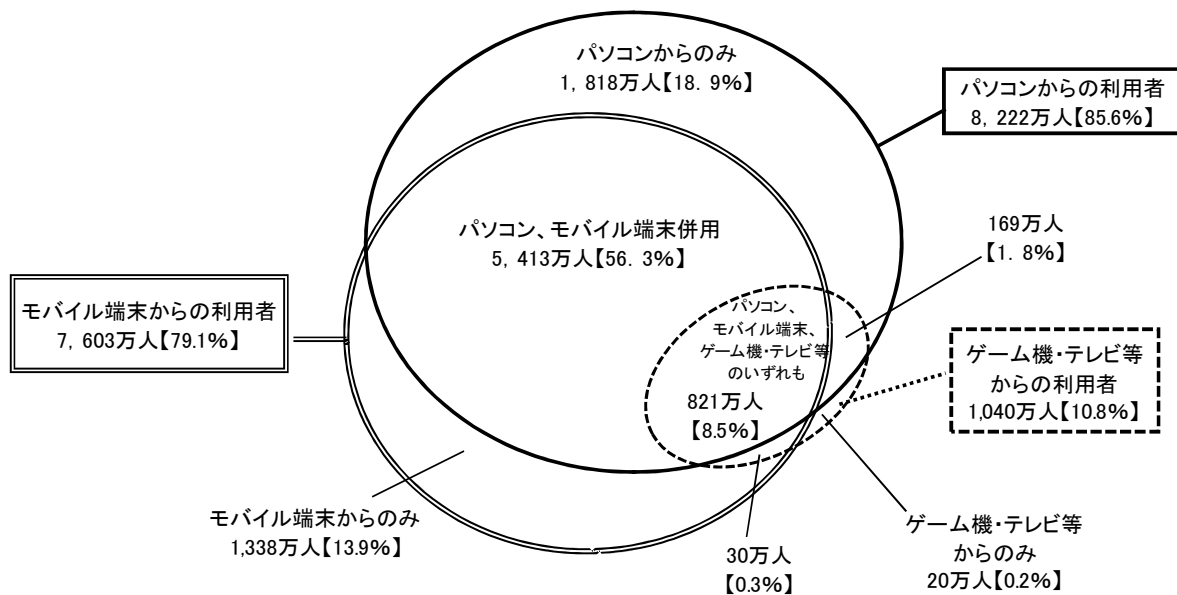 パソコンからのみ
1, 818万人【18. 9%】
パソコンからの利用者
8, 222万人【85.6%】
パソコン、モバイル端末併用
5, 413万人【56. 3%】
169万人
【1. 8%】
モバイル端末からの利用者
7, 603万人【79.1%】
パソコン、
モバイル端末、
ゲーム機・テレビ等
のいずれも
821万人
【8.5%】
ゲーム機・テレビ等
からの利用者
1,040万人【10.8%】
モバイル端末からのみ
1,338万人【13.9%】
30万人
【0.3%】
ゲーム機・テレビ等
からのみ
20万人【0.2%】